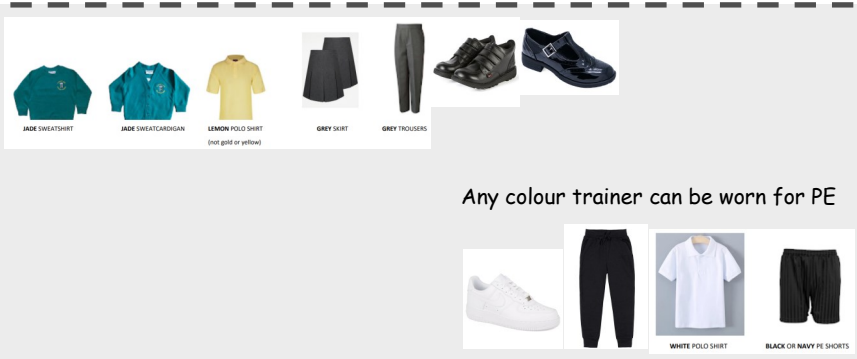 JADE SWEATSHIRT
JADE SWEATCARDIGAN
LEMON POLO SHIRT
(not gold or yellow)
GREY SKIRT
GREY TROUSERS
Any colour trainer can be worn for PE
WHITE POLO SHIRT
BLACK OR NAVY PE SHORTS